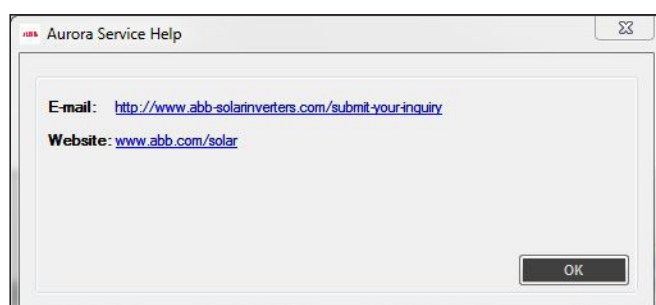 ABB Aurora Service Help
E-mail: http://www.abb-solarinverters.com/submit-your-inquiry
Website: www.abb.com/solar
OK